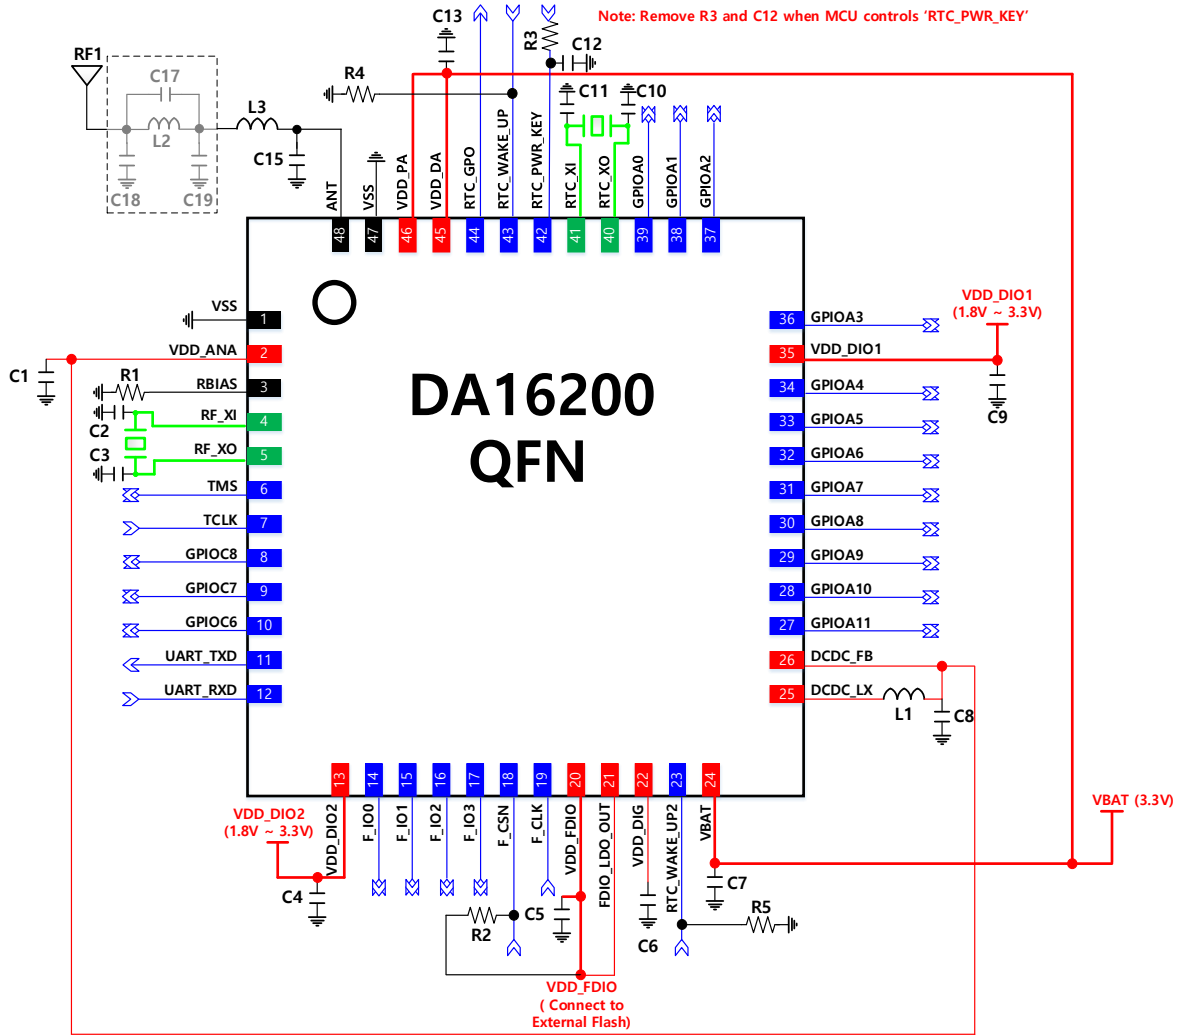 Note: Remove R3 and C12 when MCU controls ‘RTC_PWR_KEY’
C13
R3
C12
RF1
C17
L2
C18
C19
L3
C15
R4
C11
C10
ANT
VSS
VDD_PA
VDD_DA
RTC_GPO
RTC_WAKE_UP
RTC_PWR_KEY
RTC_XI
RTC_XO
GPIOA0
GPIOA1
GPIOA2
48
47
46
45
44
43
42
41
40
39
38
37
DA16200
QFN
VSS
1
VDD_ANA
2
C1
R1
RBIAS
3
C2
RF_XI
4
C3
RF_XO
5
TMS
6
TCLK
7
GPIOC8
8
GPIOC7
9
GPIOC6
10
UART_TXD
11
UART_RXD
12
36
GPIOA3
35
VDD_DIO1
VDD_DIO1
(1.8V ~ 3.3V)
C9
34
GPIOA4
33
GPIOA5
32
GPIOA6
31
GPIOA7
30
GPIOA8
29
GPIOA9
28
GPIOA10
27
GPIOA11
26
DCDC_FB
25
DCDC_LX
L1
C8
13
14
15
16
17
18
19
20
21
22
23
24
VDD_DIO2
F_IO0
F_IO1
F_IO2
F_IO3
F_CSN
F_CLK
VDD_FDIO
FDIO_LDO_OUT
VDD_DIG
RTC_WAKE_UP2
VBAT
VDD_DIO2
(1.8V ~ 3.3V)
C4
R2
C5
C6
C7
R5
VBAT (3.3V)
VDD_FDIO
( Connect to
External Flash)